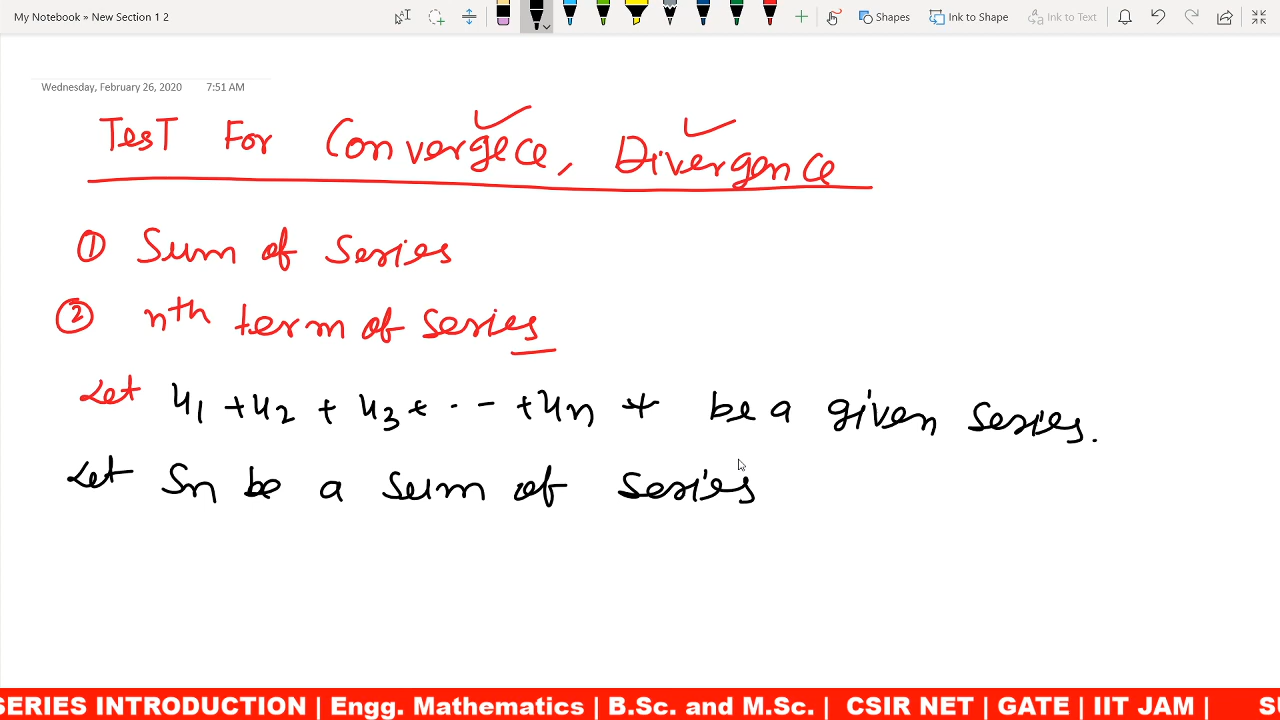 My Notebook » New Section 1 2
Shapes Ink to Shape Ink to Text
Wednesday, February 26, 2020 7:51 AM
TesT For Convergece, Divergence
① Sum of Series
② nth term of series
Let u1 + u2 + u3 + . . - + un + be a given series.
Let Sn be a sum of series
SERIES INTRODUCTION | Engg. Mathematics | B.Sc. and M.Sc. | CSIR NET | GATE | IIT JAM |